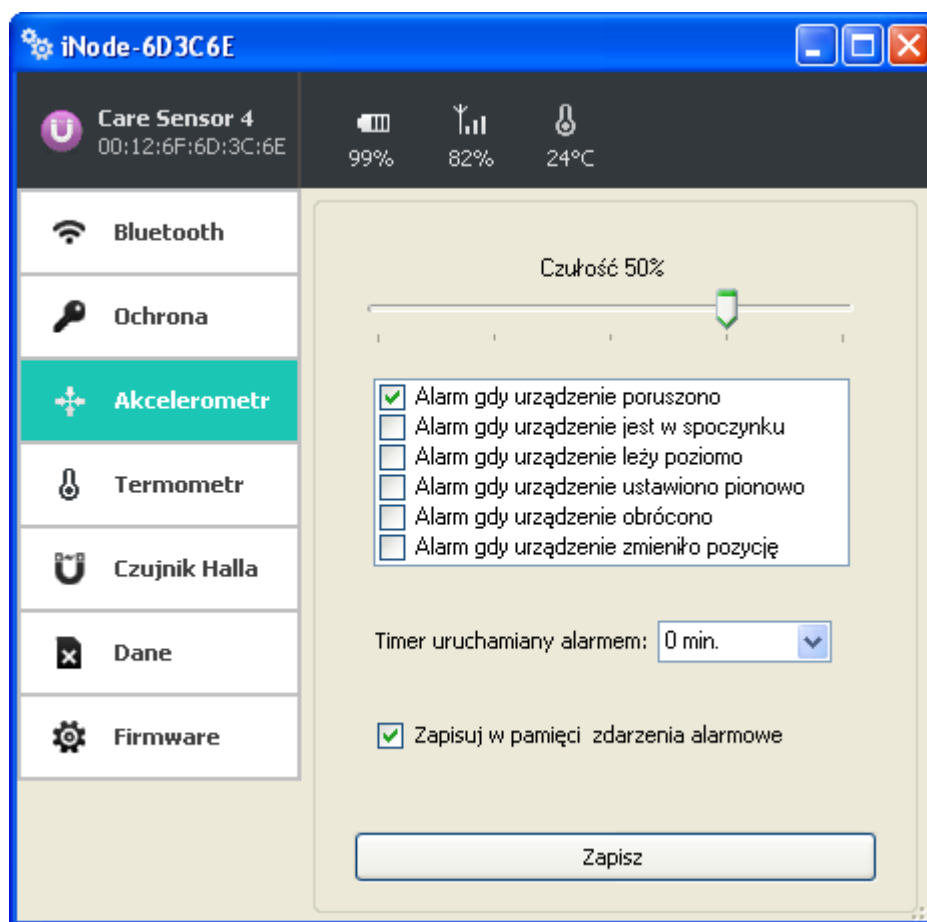 iNode-6D3C6E
Care Sensor 4
00:12:6F:6D:3C:6E
99%
82%
24°C
Bluetooth
Ochrona
Akcelerometr
Termometr
Czujnik Halla
Dane
Firmware
Czułość 50%
Alarm gdy urządzenie poruszono
Alarm gdy urządzenie jest w spoczynku
Alarm gdy urządzenie leży poziomo
Alarm gdy urządzenie ustawiono pionowo
Alarm gdy urządzenie obrócono
Alarm gdy urządzenie zmieniło pozycję
Timer uruchamiany alarmem: 0 min.
Zapisuj w pamięci zdarzenia alarmowe
Zapisz